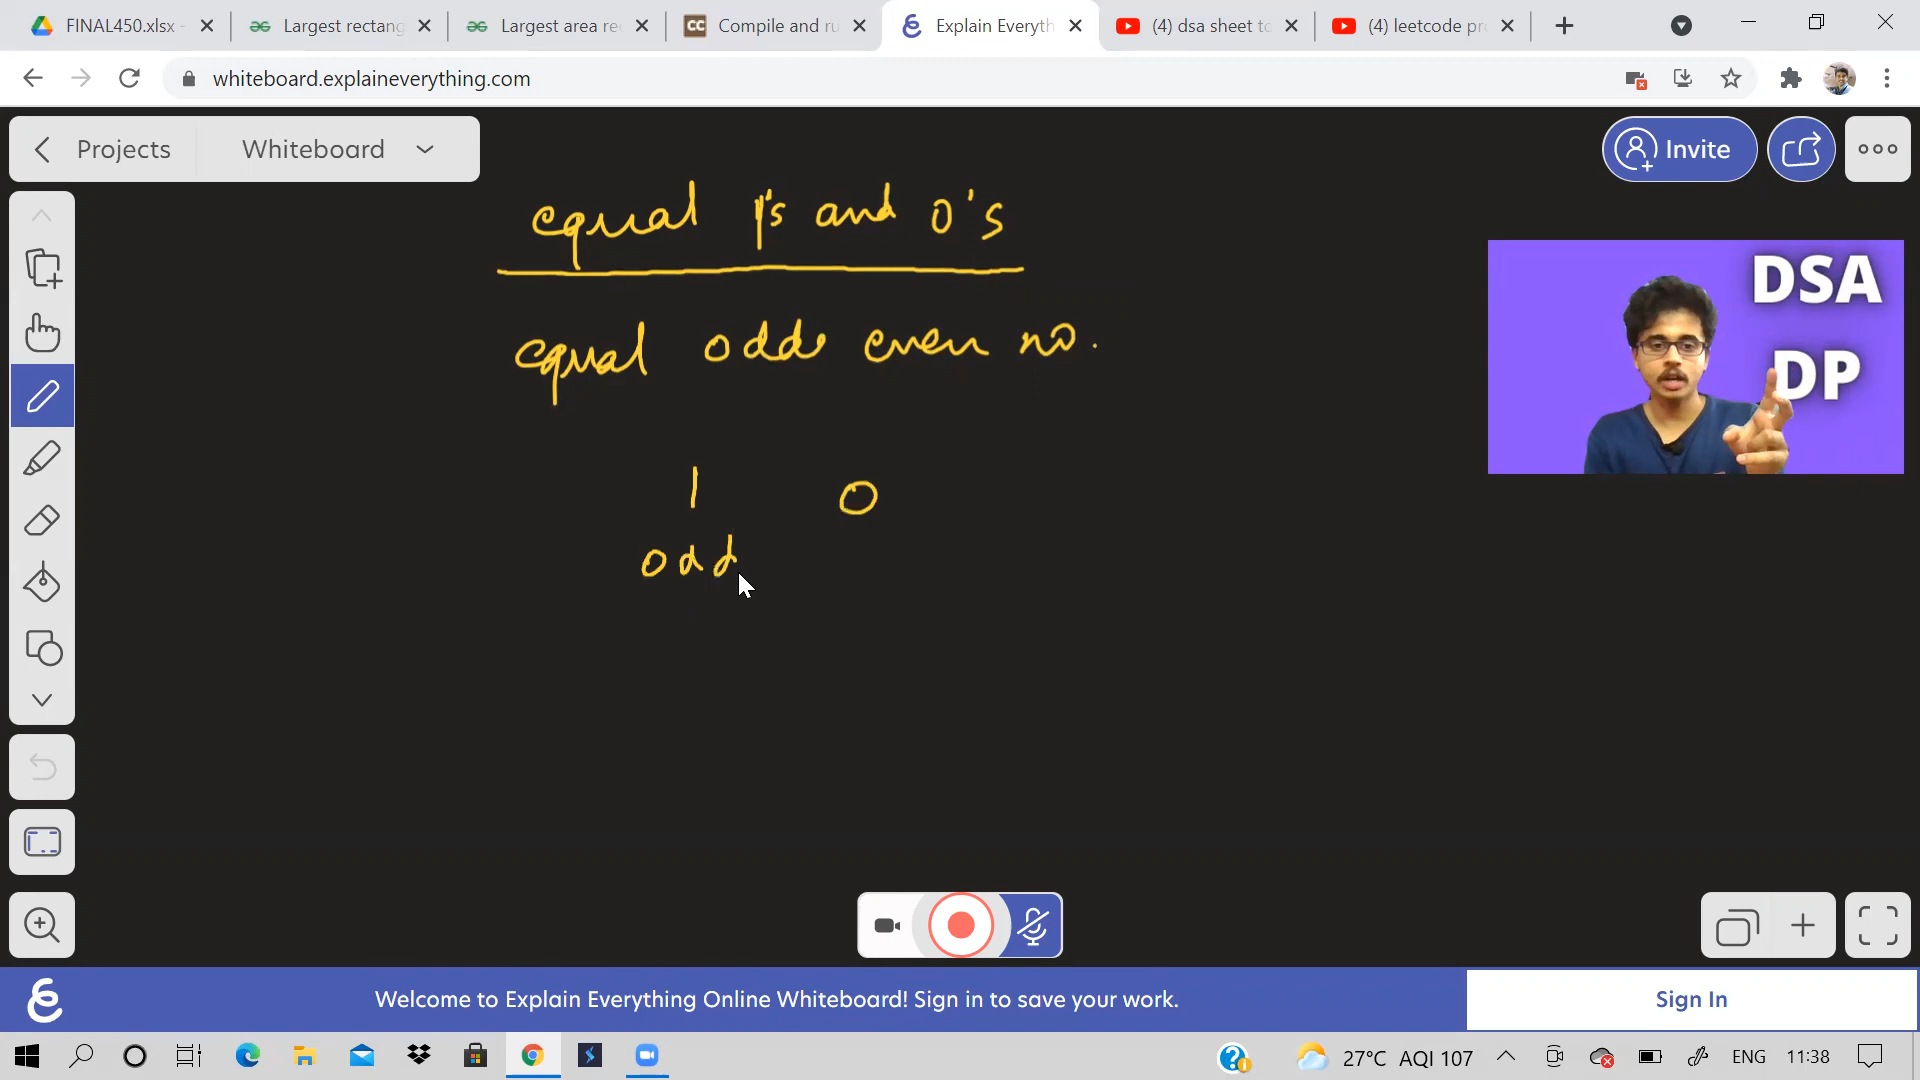 FINAL450.xlsx -
Largest rectang
Largest area re
Compile and ru
Explain Everyth
(4) dsa sheet to
(4) leetcode pr
whiteboard.explaineverything.com
Projects
Whiteboard
Invite
equal 1's and 0's
equal odds even no.
1 0
odd
DSA
DP
Welcome to Explain Everything Online Whiteboard! Sign in to save your work.
Sign In
27°C AQI 107
ENG
11:38